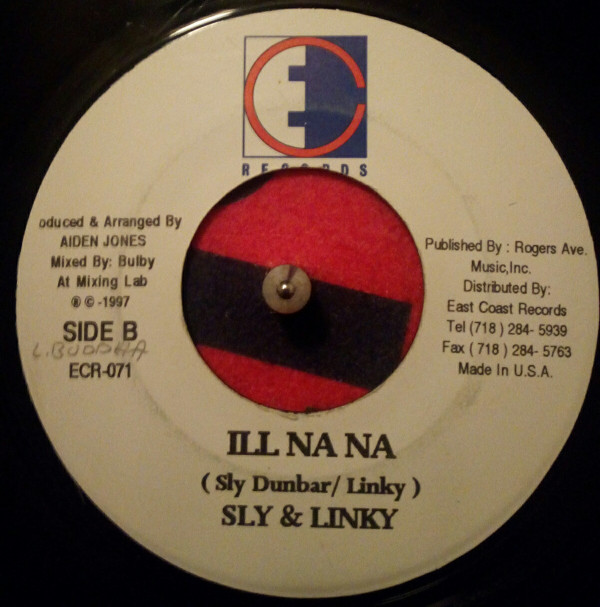 EC
RECORDS
oduced & Arranged By
AIDEN JONES
Mixed By: Bulby
At Mixing Lab
℗ © -1997
SIDE B
L. BUDDHA
ECR-071
Published By : Rogers Ave.
Music,Inc.
Distributed By:
East Coast Records
Tel (718 ) 284- 5939
Fax ( 718 ) 284- 5763
Made In U.S.A.
ILL NA NA
( Sly Dunbar/ Linky )
SLY & LINKY